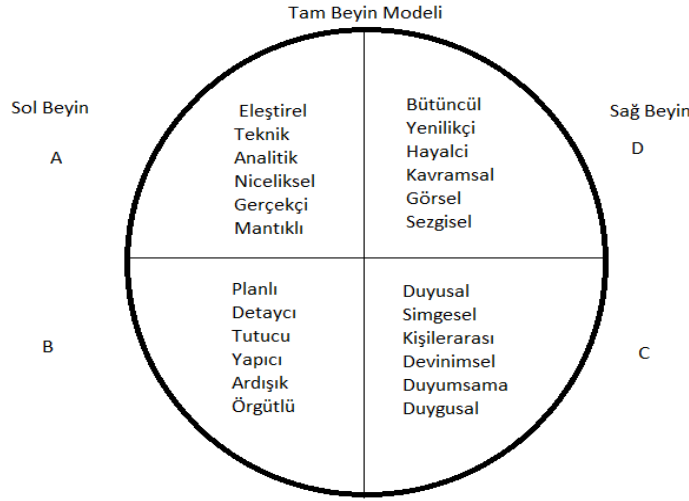 Tam Beyin Modeli
Sol Beyin
A
Eleştirel
Teknik
Analitik
Niceliksel
Gerçekçi
Mantıklı
Bütüncül
Yenilikçi
Hayalci
Kavramsal
Görsel
Sezgisel
Sağ Beyin
D
B
Planlı
Detaycı
Tutucu
Yapıcı
Ardışık
Örgütlü
Duyusal
Simgesel
Kişilerarası
Devinimsel
Duyumsama
Duygusal
C